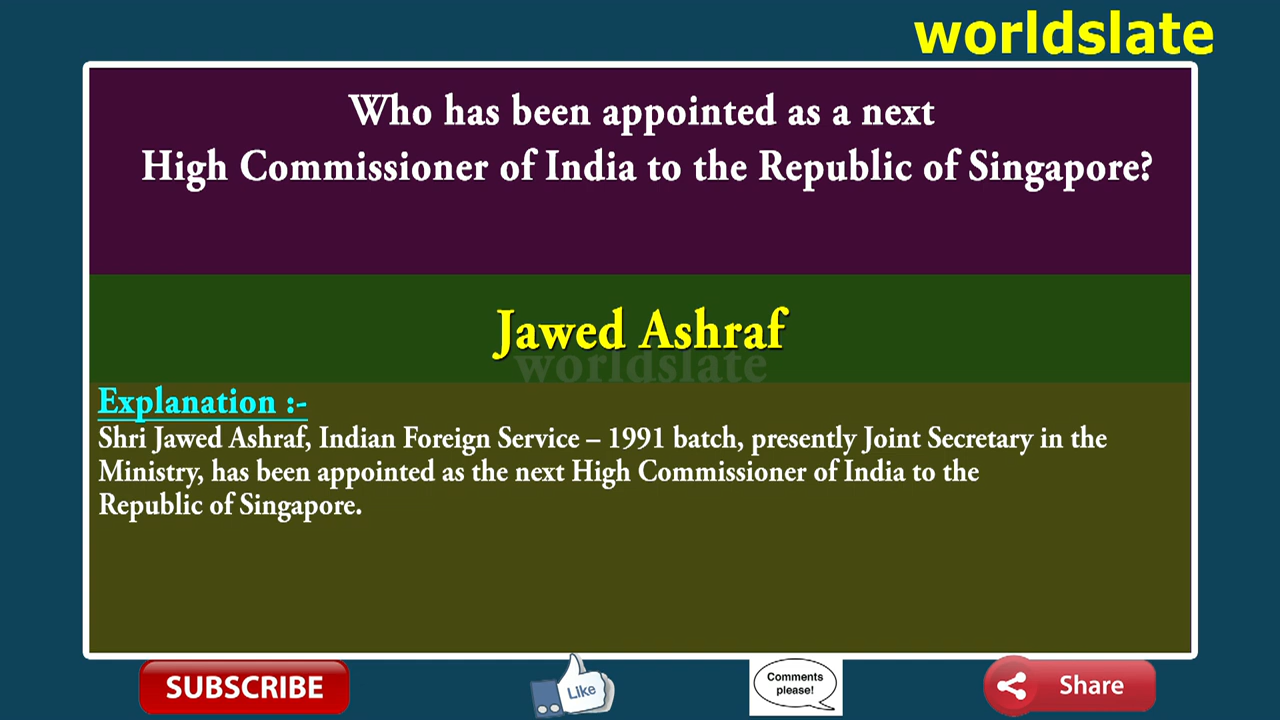 worldslate
Who has been appointed as a next
High Commissioner of India to the Republic of Singapore?
Jawed Ashraf
worldslate
Explanation :-
Shri Jawed Ashraf, Indian Foreign Service – 1991 batch, presently Joint Secretary in the
Ministry, has been appointed as the next High Commissioner of India to the
Republic of Singapore.
SUBSCRIBE
Like
Comments
please!
Share